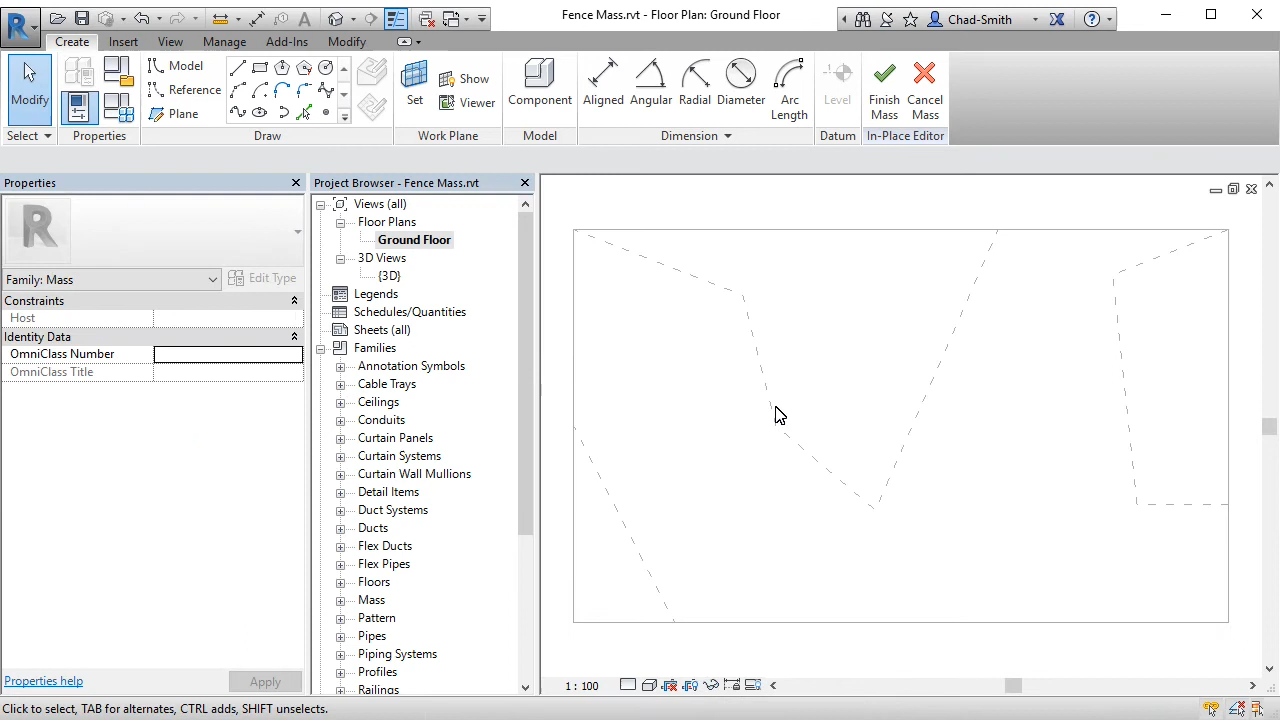 Fence Mass.rvt - Floor Plan: Ground Floor
Chad-Smith
Create Insert View Manage Add-Ins Modify
Modify
Model
Reference
Plane
Set
Show
Viewer
Component
Aligned
Angular
Radial
Diameter
Arc
Length
Level
Finish
Mass
Cancel
Mass
Select Properties Draw Work Plane Model Dimension Datum In-Place Editor
Properties
Family: Mass
Edit Type
Constraints
Host
Identity Data
OmniClass Number
OmniClass Title
Properties help
Apply
Project Browser - Fence Mass.rvt
Views (all)
Floor Plans
Ground Floor
3D Views
{3D}
Legends
Schedules/Quantities
Sheets (all)
Families
Annotation Symbols
Cable Trays
Ceilings
Conduits
Curtain Panels
Curtain Systems
Curtain Wall Mullions
Detail Items
Duct Systems
Ducts
Flex Ducts
Flex Pipes
Floors
Mass
Pattern
Pipes
Piping Systems
Profiles
Railings
1 : 100
Click to select, TAB for alternates, CTRL adds, SHIFT unselects.